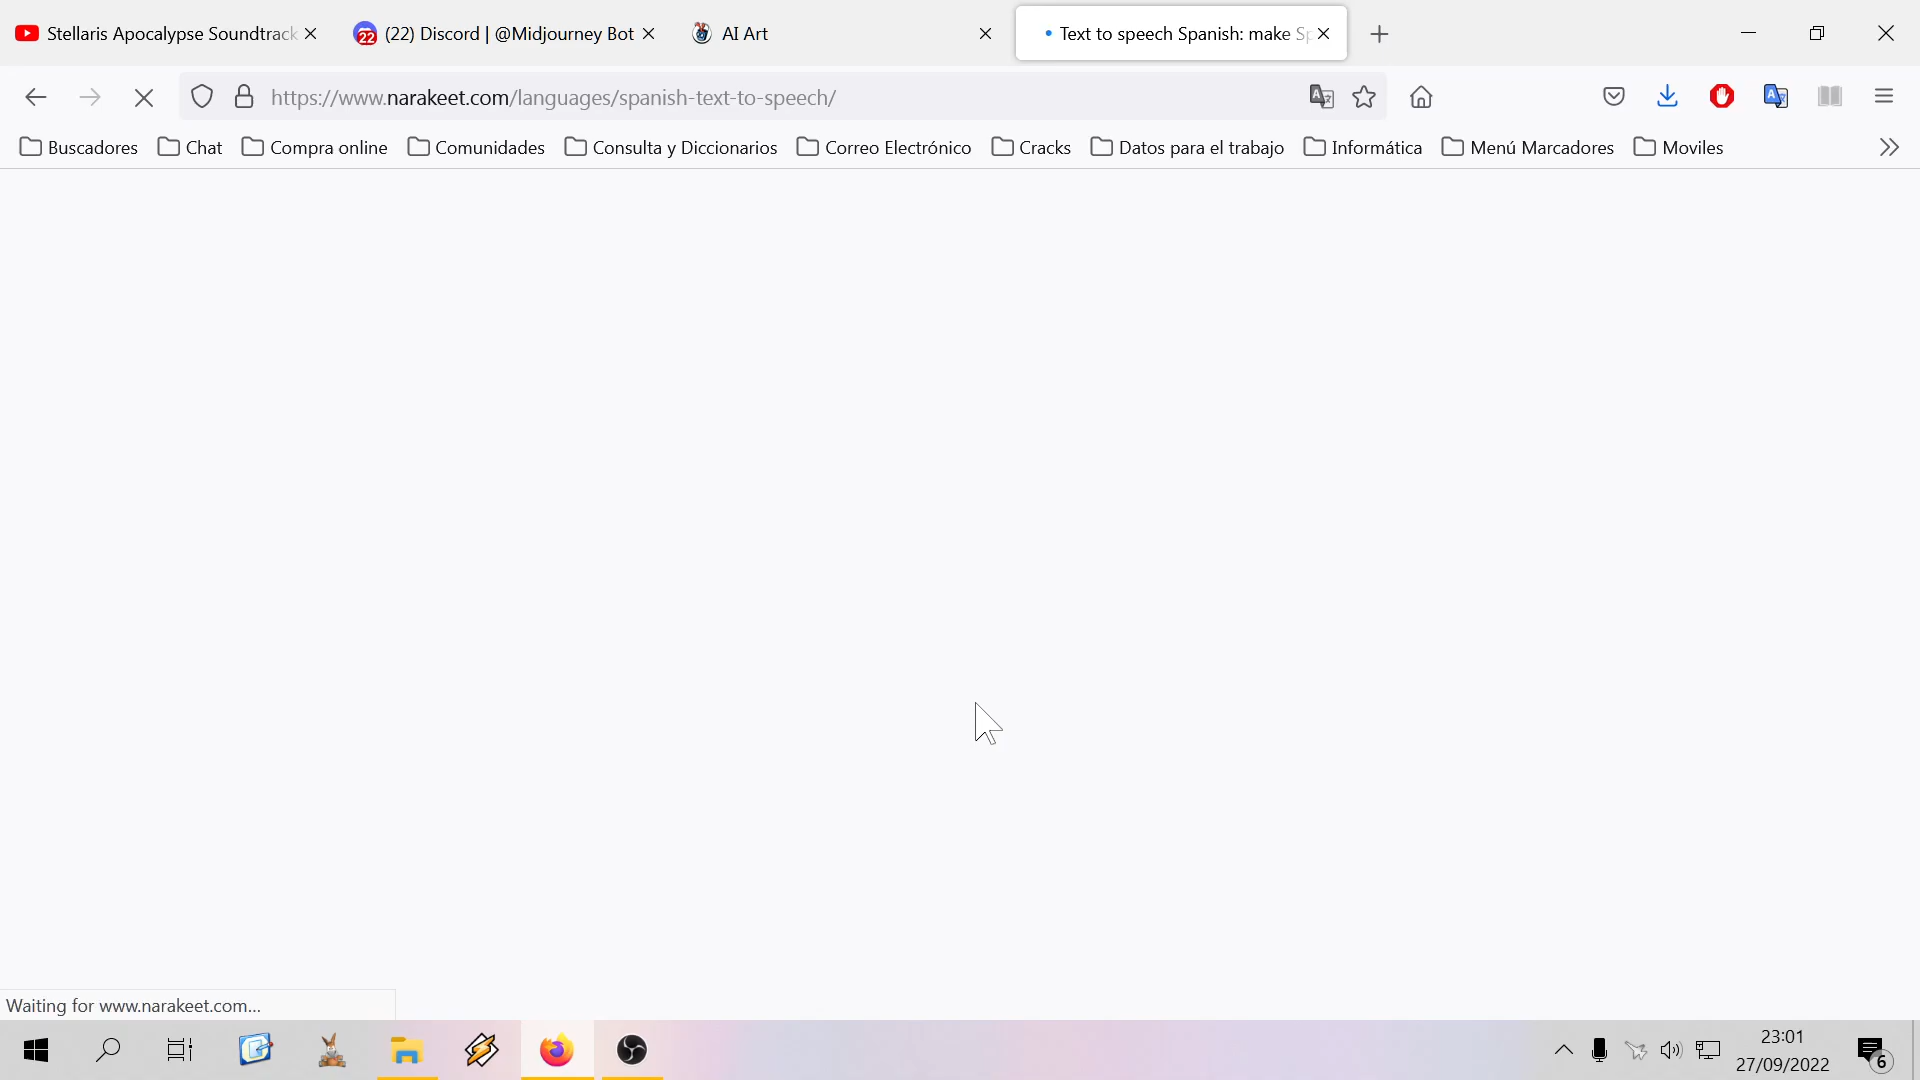 Stellaris Apocalypse Soundtrack
22
(22) Discord | @Midjourney Bot
AI Art
Text to speech Spanish: make Sp
https://www.narakeet.com/languages/spanish-text-to-speech/
Buscadores
Chat
Compra online
Comunidades
Consulta y Diccionarios
Correo Electrónico
Cracks
Datos para el trabajo
Informática
Menú Marcadores
Moviles
Waiting for www.narakeet.com...
23:01
27/09/2022
6